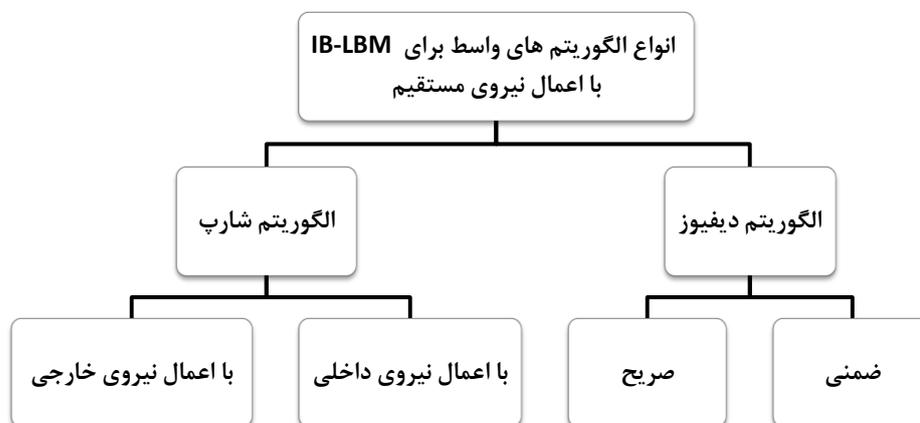 انواع الگوریتم های واسط برای IB-LBM
با اعمال نیروی مستقیم
الگوریتم دیفیوز
الگوریتم شارپ
ضمنی
صریح
با اعمال نیروی داخلی
با اعمال نیروی خارجی